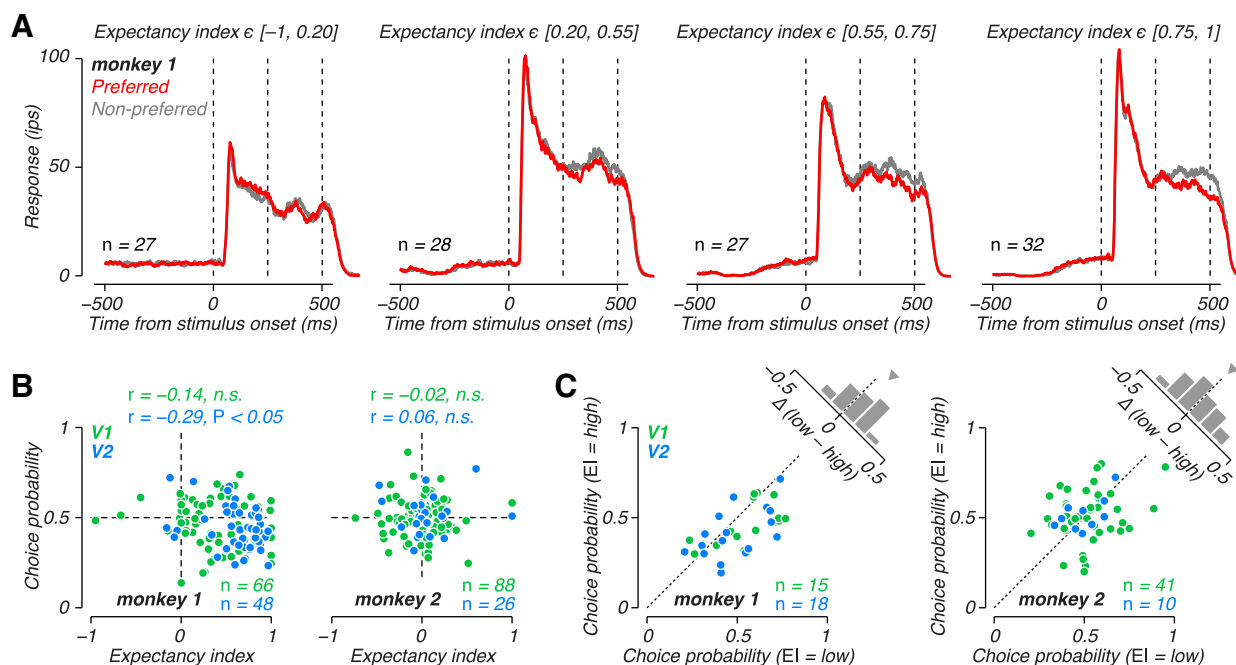 A
Expectancy index ϵ [−1, 0.20]
Expectancy index ϵ [0.20, 0.55]
Expectancy index ϵ [0.55, 0.75]
Expectancy index ϵ [0.75, 1]
monkey 1
Preferred
Non-preferred
Response (ips)
100
50
0
n = 27
n = 28
n = 27
n = 32
−500 0 500
−500 0 500
−500 0 500
−500 0 500
Time from stimulus onset (ms)
Time from stimulus onset (ms)
Time from stimulus onset (ms)
Time from stimulus onset (ms)
B
r = −0.14, n.s.
r = −0.29, P < 0.05
V1
V2
Choice probability
1
0.5
0
n = 66
n = 48
monkey 1
−1 0 1
Expectancy index
r = −0.02, n.s.
r = 0.06, n.s.
1
0.5
0
n = 88
n = 26
monkey 2
−1 0 1
Expectancy index
C
−0.5
0
0.5
Δ (low − high)
V1
V2
Choice probability (EI = high)
1
0.5
0
n = 15
n = 18
monkey 1
0 0.5 1
Choice probability (EI = low)
−0.5
0
0.5
Δ (low − high)
Choice probability (EI = high)
1
0.5
0
n = 41
n = 10
monkey 2
0 0.5 1
Choice probability (EI = low)